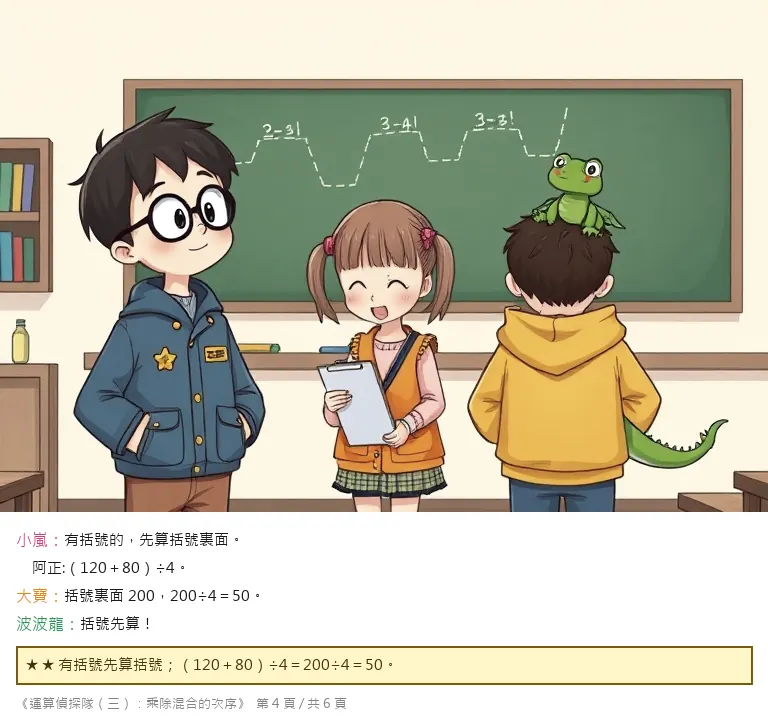 2-3!
3-4!
3-3!
小嵐：有括號的，先算括號裏面。
阿正:（120＋80）÷4。
大寶：括號裏面 200，200÷4＝50。
波波龍：括號先算！
★★有括號先算括號；（120＋80）÷4＝200÷4＝50。
《運算偵探隊（三）：乘除混合的次序》 第 4 頁 / 共 6 頁